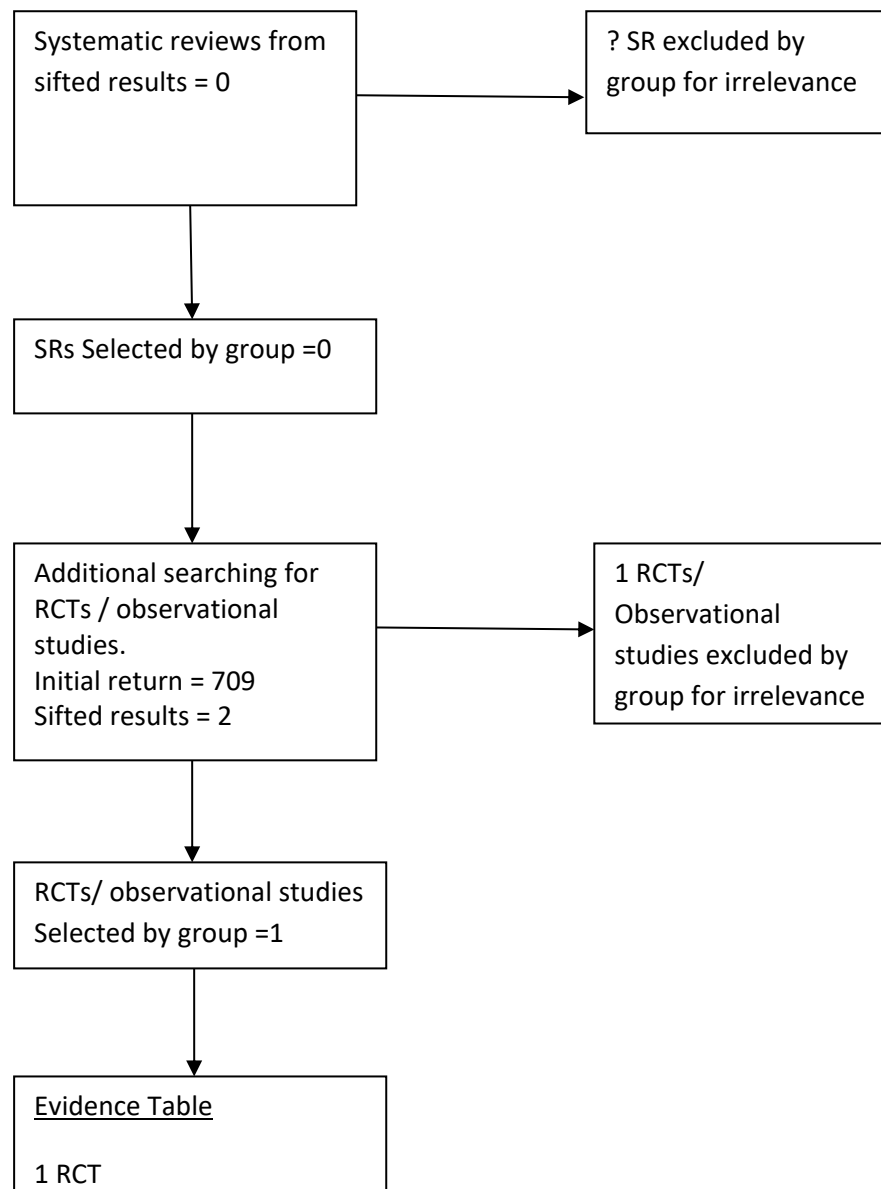 Systematic reviews from
sifted results = 0
? SR excluded by
group for irrelevance
SRs Selected by group =0
Additional searching for
RCTs / observational
studies.
Initial return = 709
Sifted results = 2
1 RCTs/
Observational
studies excluded by
group for irrelevance
RCTs/ observational studies
Selected by group =1
Evidence Table
1 RCT